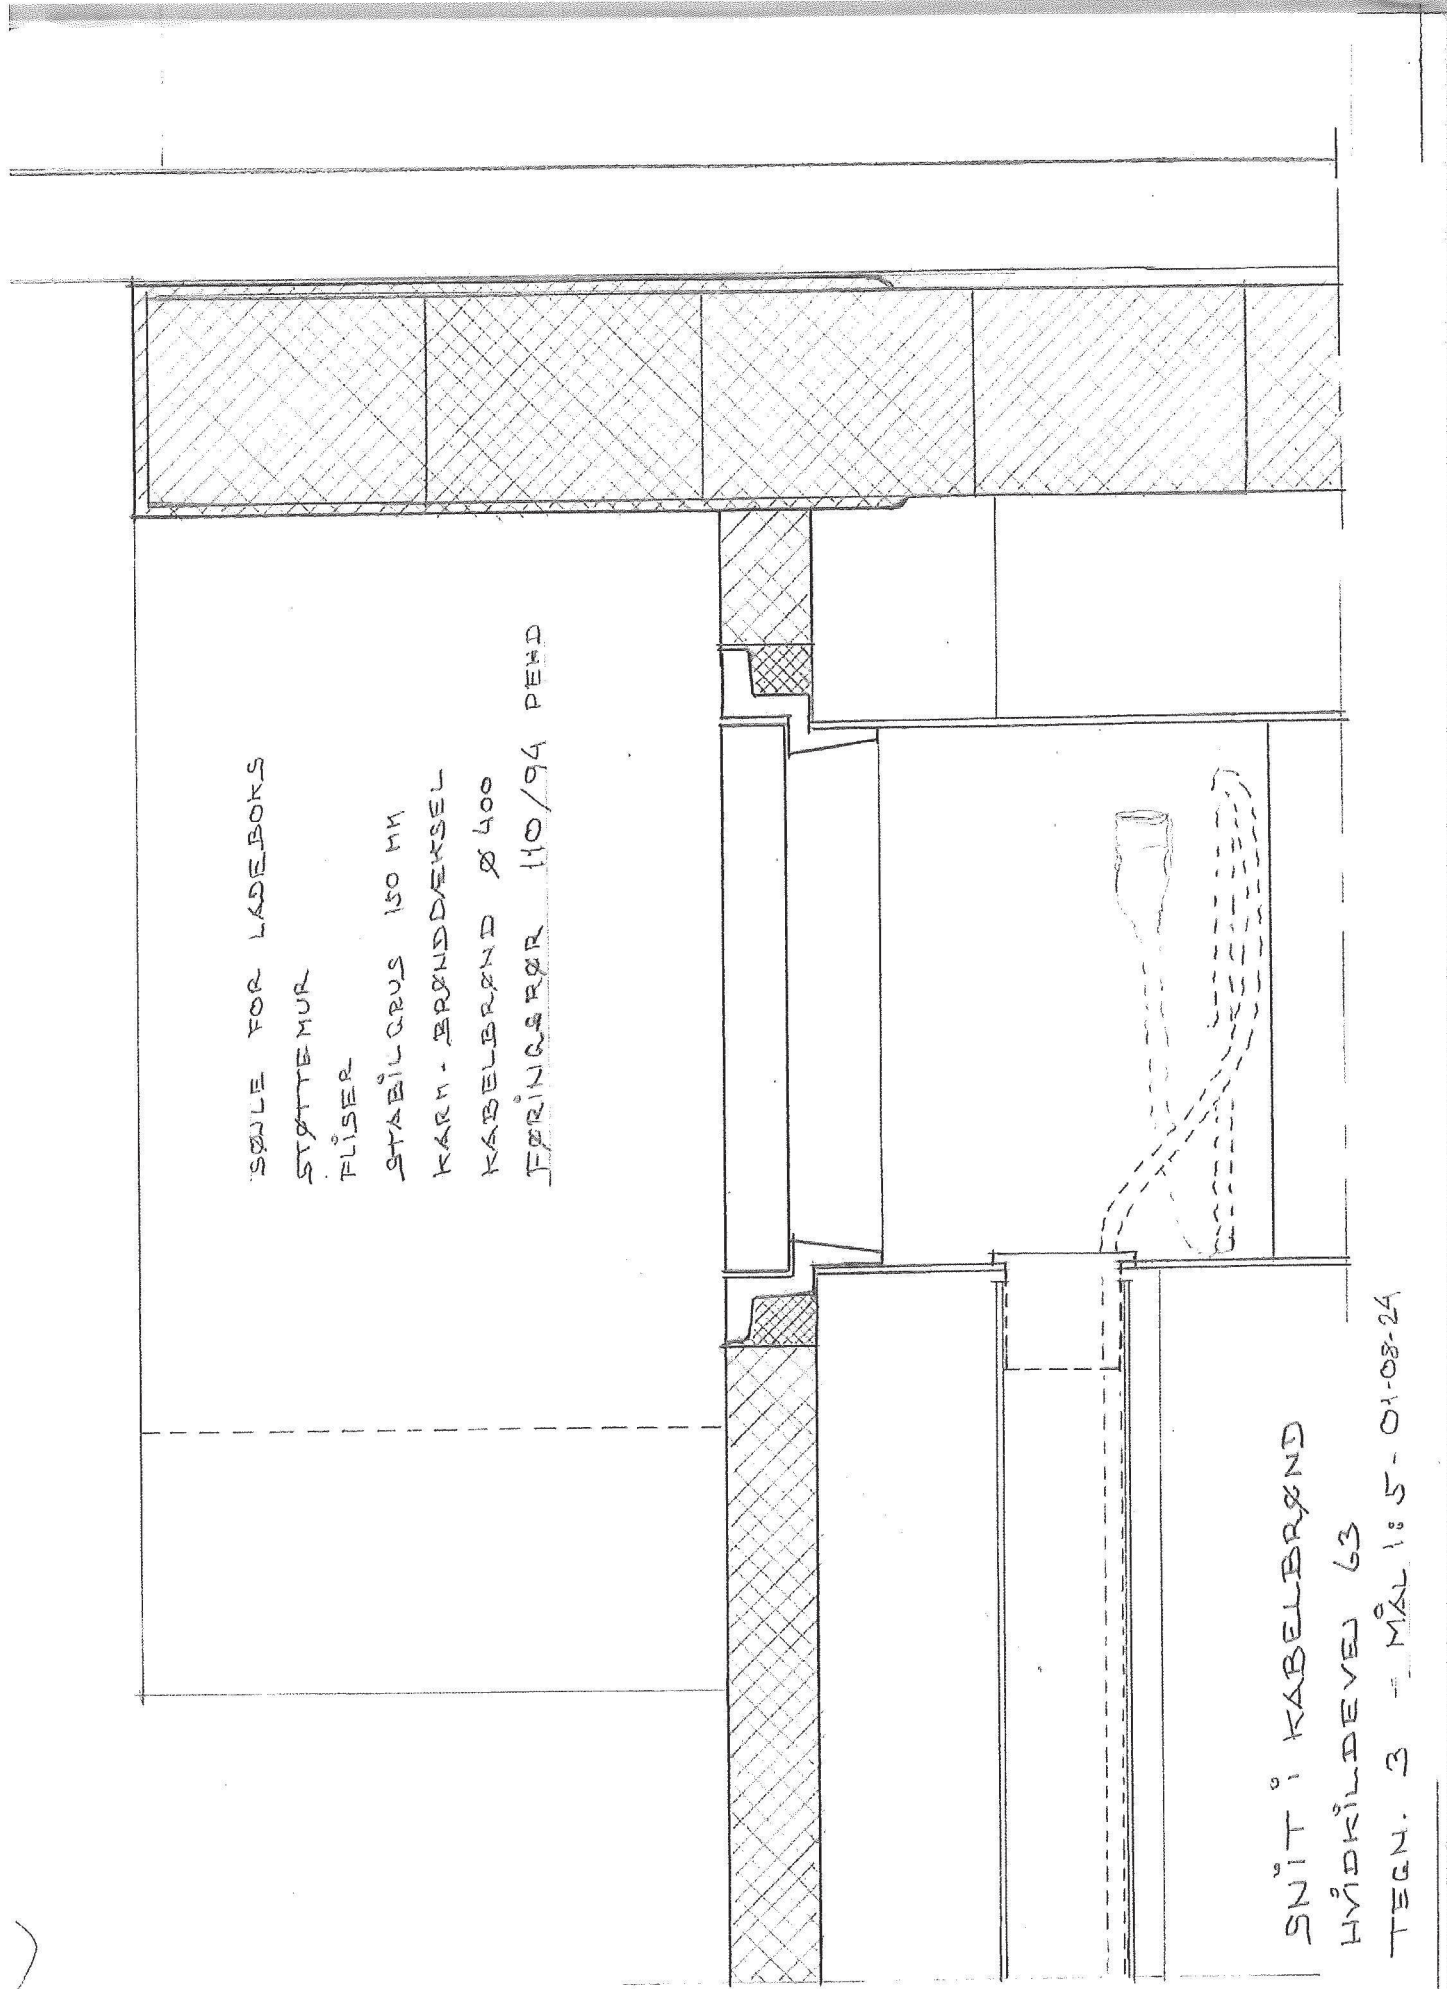 SØJLE FOR LADEBOKS
STØTTEMUR
FLISER
STABILGRUS 150 MM
KARM - BRØNDDÆKSEL
KABELBRØND Ø 400
FØRINGSRØR 110/94 PEHD
SNIT I KABELBRØND
HVIDKILDEVEJ 63
TEGN. 3 - MÅL 1:5 - 01-08-24